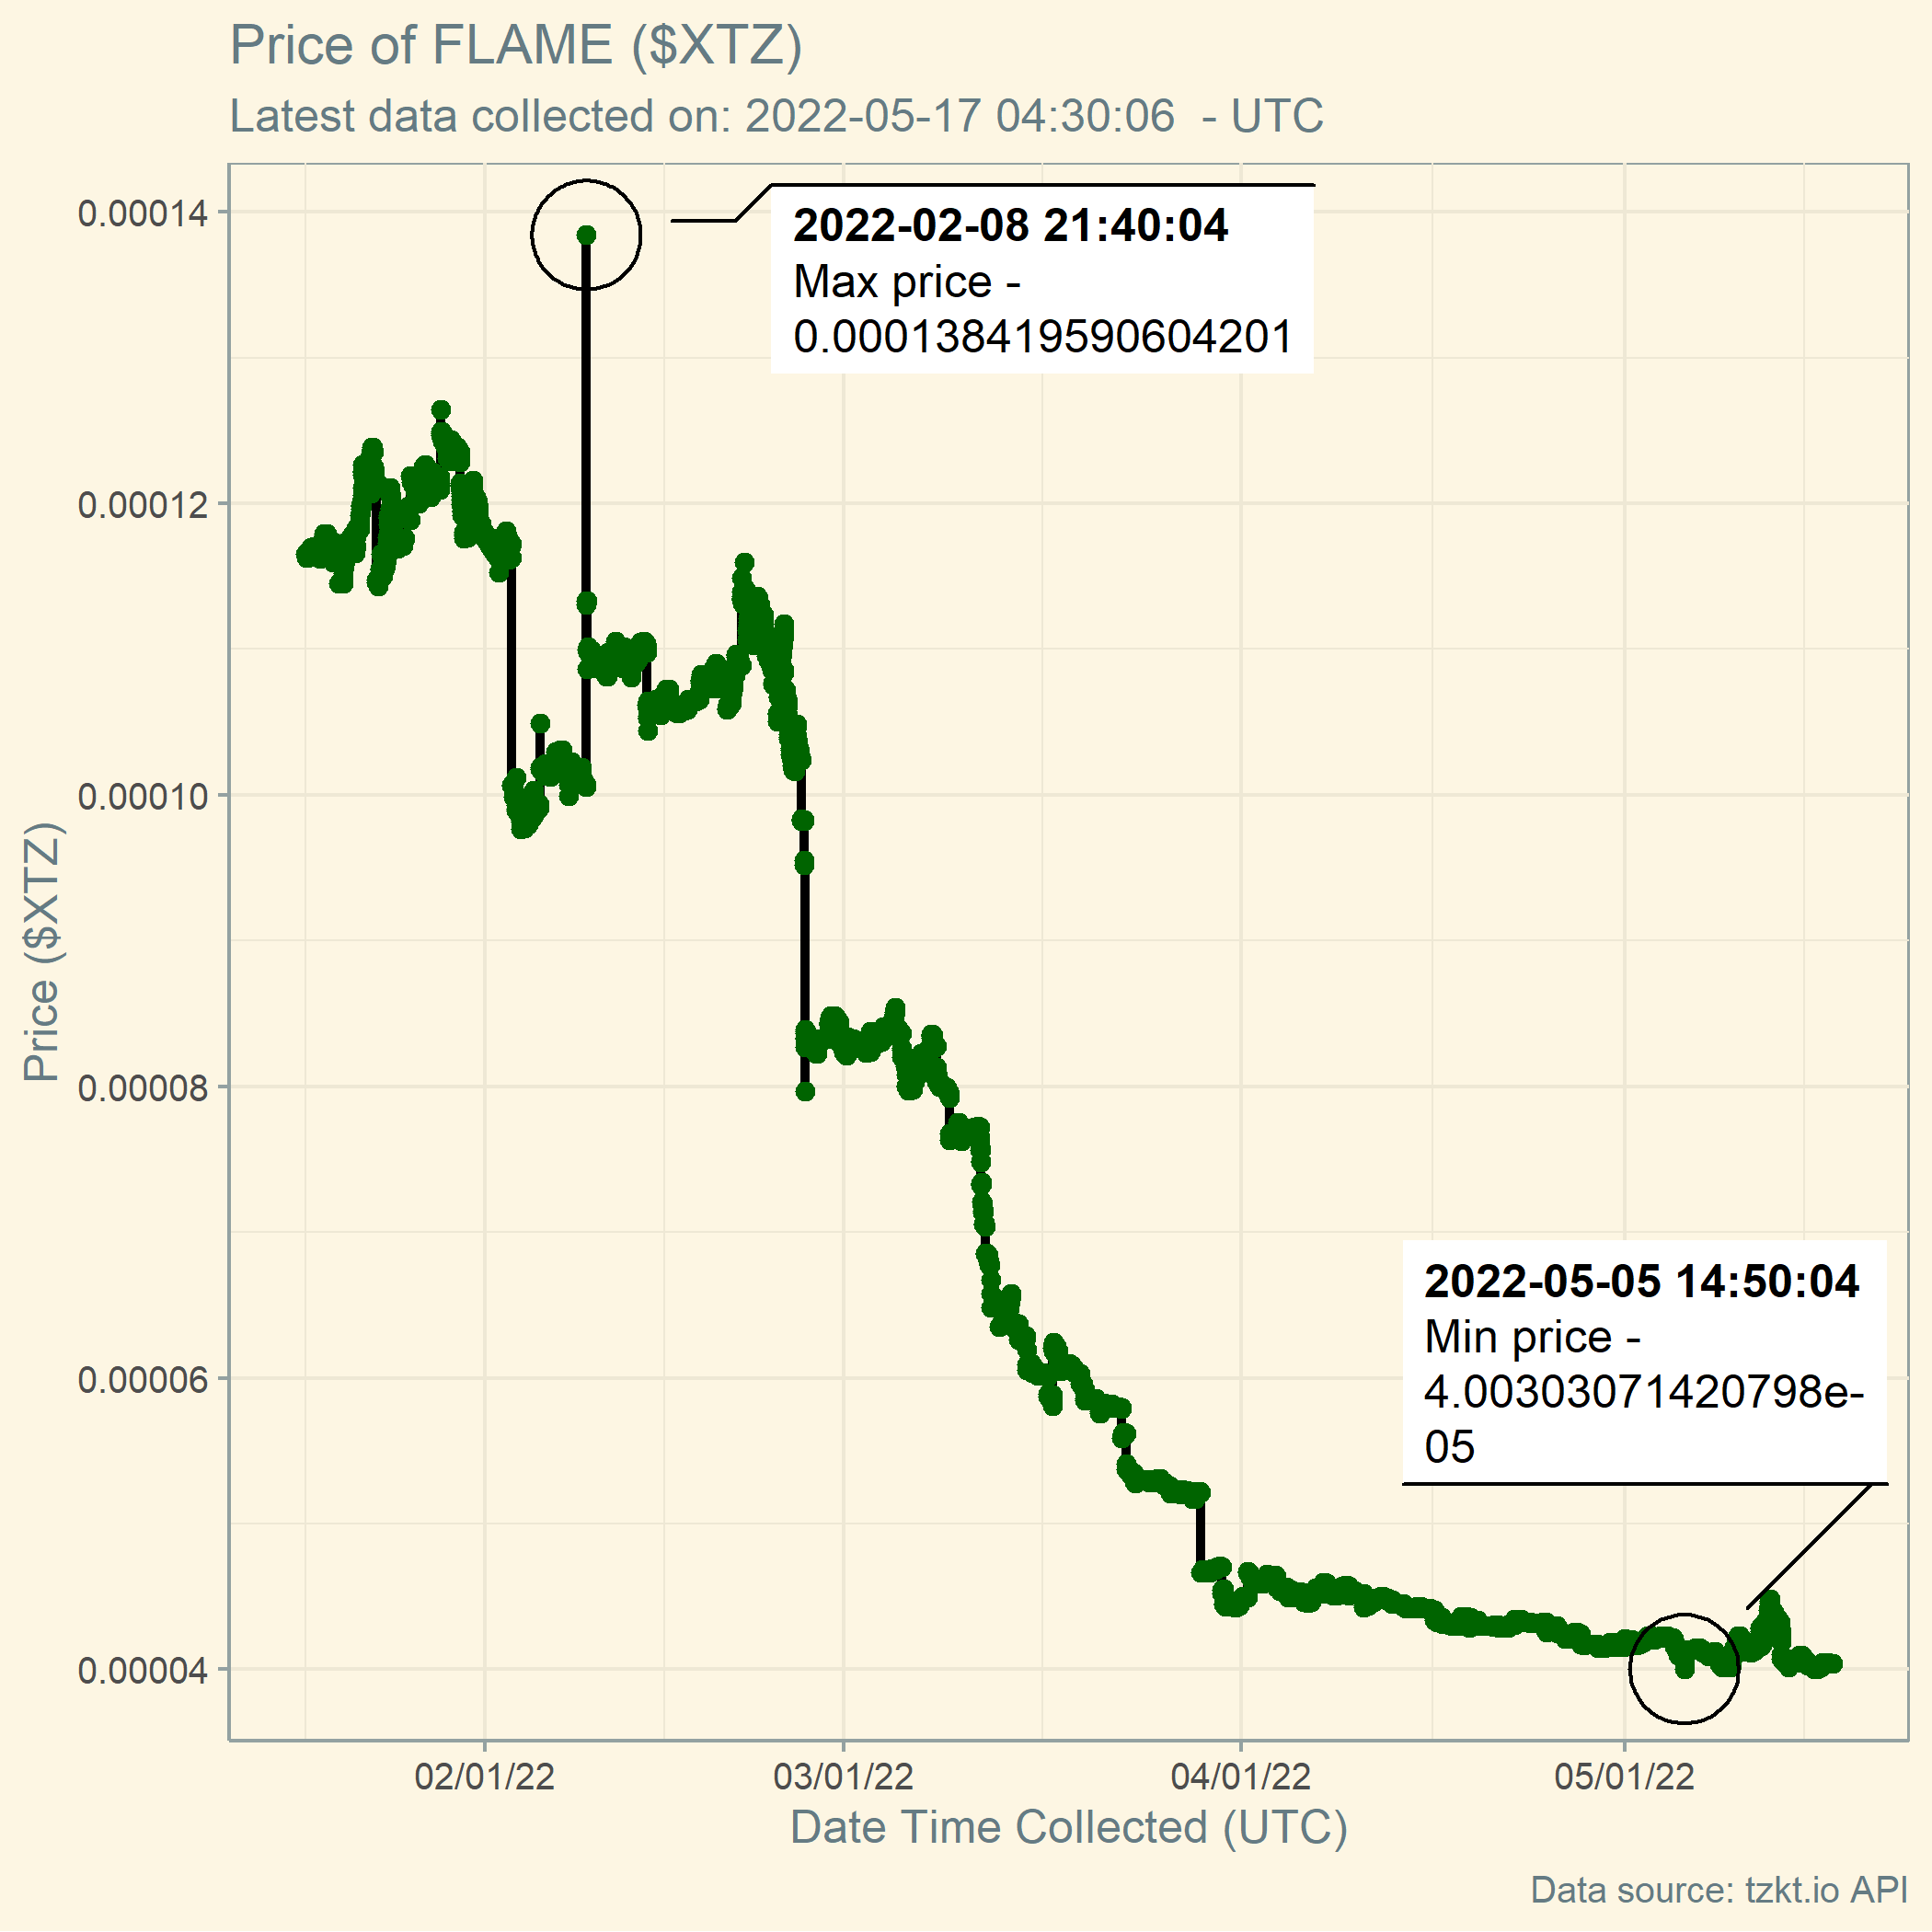 Price of FLAME ($XTZ)
Latest data collected on: 2022-05-17 04:30:06  - UTC
0.00014
0.00012
0.00010
0.00008
0.00006
0.00004
Price ($XTZ)
2022-02-08 21:40:04
Max price -
0.000138419590604201
2022-05-05 14:50:04
Min price -
4.00303071420798e-
05
02/01/22
03/01/22
04/01/22
05/01/22
Date Time Collected (UTC)
Data source: tzkt.io API